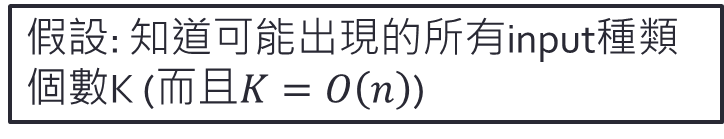 假設: 知道可能出現的所有input種類
個數K (而且K = O(n))